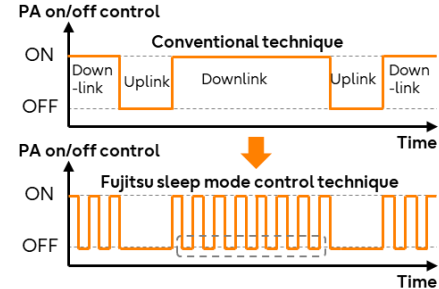 PA on/off control
Conventional technique
ON
Down
-link
Uplink
Downlink
Uplink
Down
-link
OFF
Time
PA on/off control
Fujitsu sleep mode control technique
ON
OFF
Time